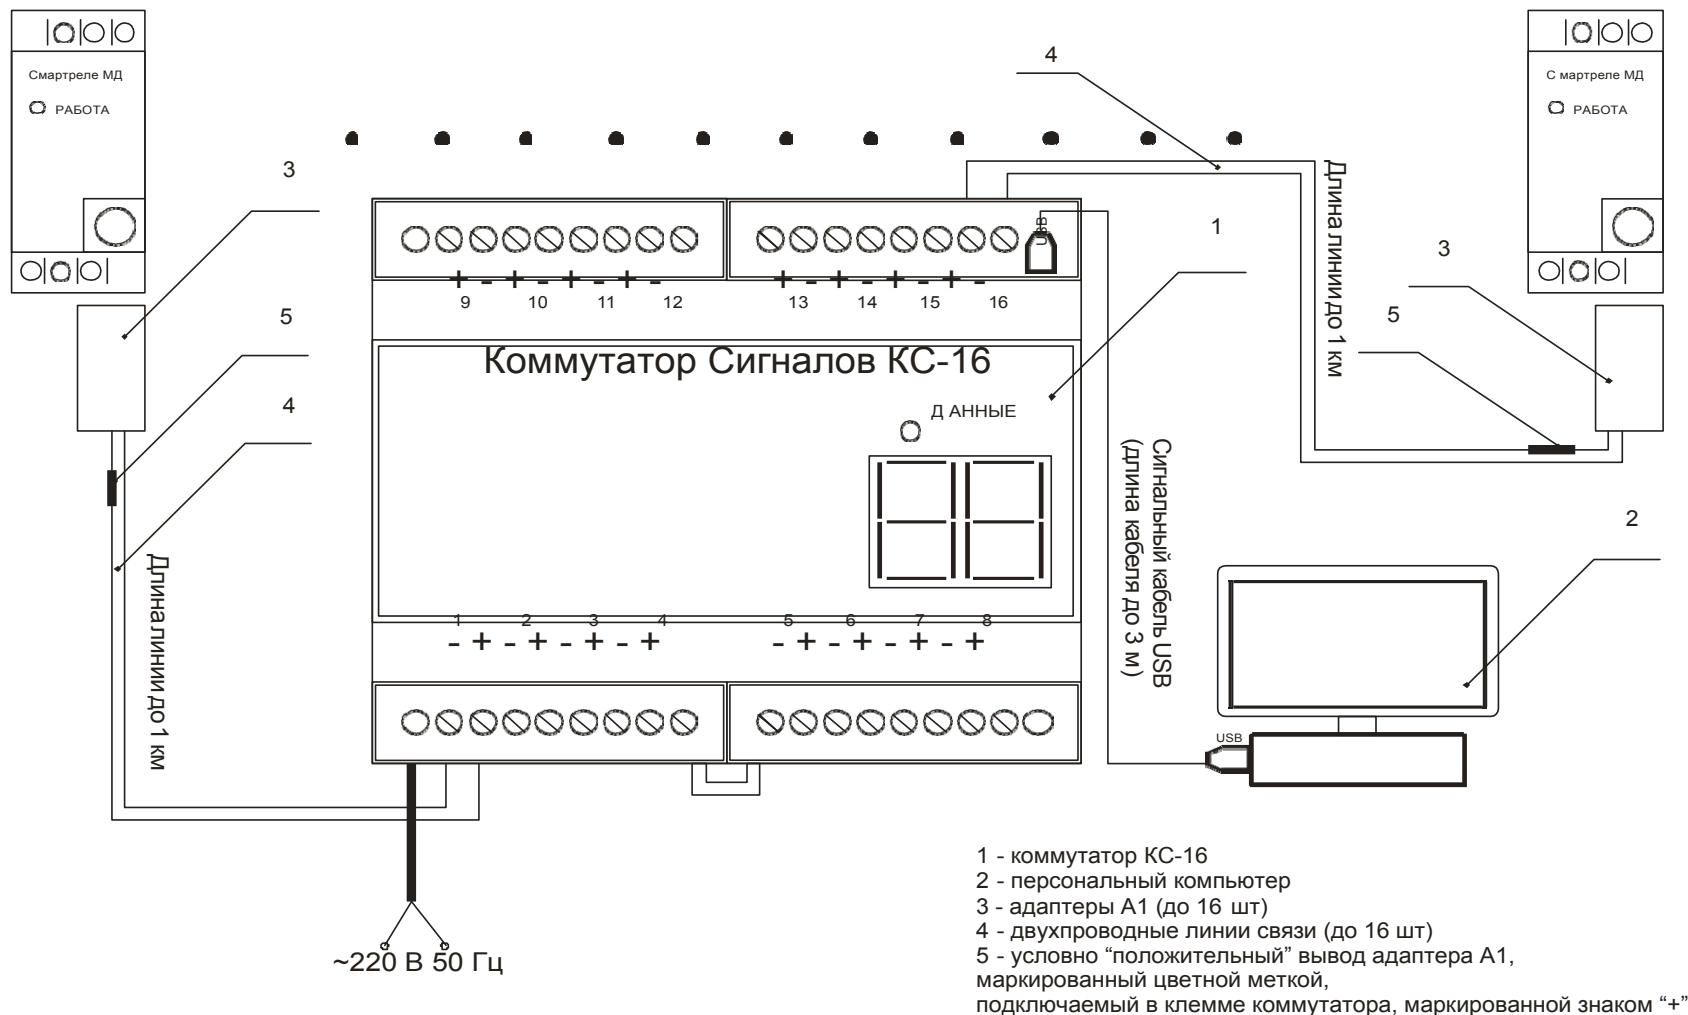 Смартреле МД
РАБОТА
С мартреле МД
РАБОТА
4
3
1
3
5
5
4
2
Длина линии до 1 км
USB
+ - + - + - + -
9 10 11 12
+ - + - + - + -
13 14 15 16
Коммутатор Сигналов КС-16
Д АННЫЕ
Сигнальный кабель USB
(длина кабеля до 3 м)
Длина линии до 1 км
1 2 3 4
- + - + - + - +
5 6 7 8
- + - + - + - +
USB
~220 В 50 Гц
1 - коммутатор КС-16
2 - персональный компьютер
3 - адаптеры А1 (до 16 шт)
4 - двухпроводные линии связи (до 16 шт)
5 - условно “положительный” вывод адаптера А1,
маркированный цветной меткой,
подключаемый в клемме коммутатора, маркированной знаком “+”